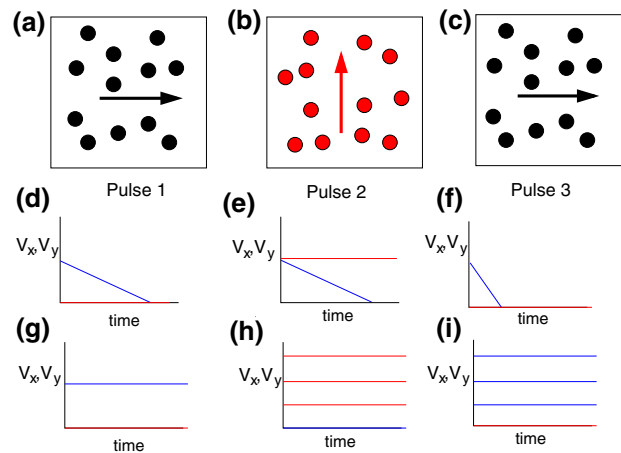 (a) (b) (c)
Pulse 1 Pulse 2 Pulse 3
(d) (e) (f)
Vx,Vy Vx,Vy Vx,Vy
time time time
(g) (h) (i)
Vx,Vy Vx,Vy Vx,Vy
time time time